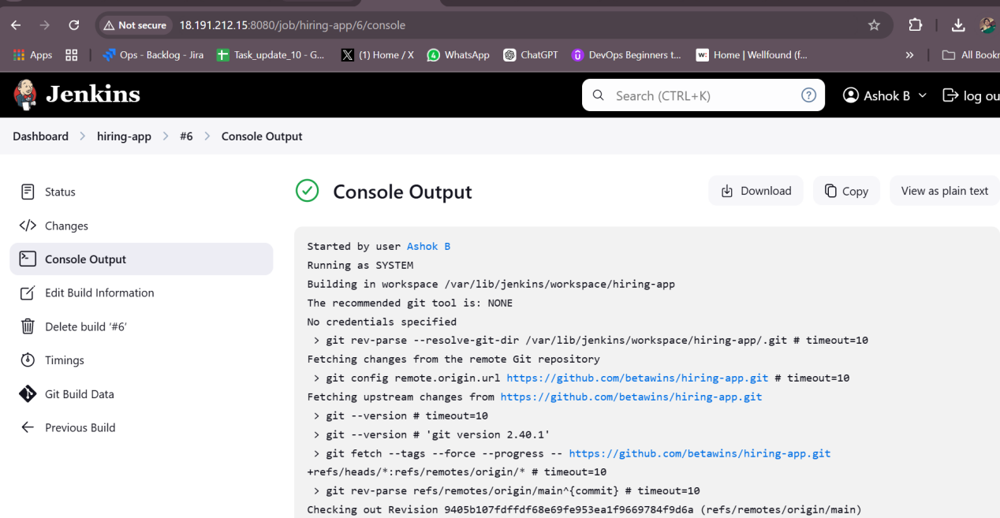 Not secure 18.191.212.15:8080/job/hiring-app/6/console
Apps Ops - Backlog - Jira Task_update_10 - G... (1) Home / X WhatsApp ChatGPT DevOps Beginners t... w: Home | Wellfound (f... » All Bookr
Jenkins Search (CTRL+K) ? Ashok B log ou
Dashboard > hiring-app > #6 > Console Output
Status
Changes
Console Output
Edit Build Information
Delete build ‘#6’
Timings
Git Build Data
Previous Build
Console Output Download Copy View as plain text
Started by user Ashok B
Running as SYSTEM
Building in workspace /var/lib/jenkins/workspace/hiring-app
The recommended git tool is: NONE
No credentials specified
> git rev-parse --resolve-git-dir /var/lib/jenkins/workspace/hiring-app/.git # timeout=10
Fetching changes from the remote Git repository
> git config remote.origin.url https://github.com/betawins/hiring-app.git # timeout=10
Fetching upstream changes from https://github.com/betawins/hiring-app.git
> git --version # timeout=10
> git --version # 'git version 2.40.1'
> git fetch --tags --force --progress -- https://github.com/betawins/hiring-app.git
+refs/heads/*:refs/remotes/origin/* # timeout=10
> git rev-parse refs/remotes/origin/main^{commit} # timeout=10
Checking out Revision 9405b107fdffdf68e69fe953ea1f9669784f9d6a (refs/remotes/origin/main)